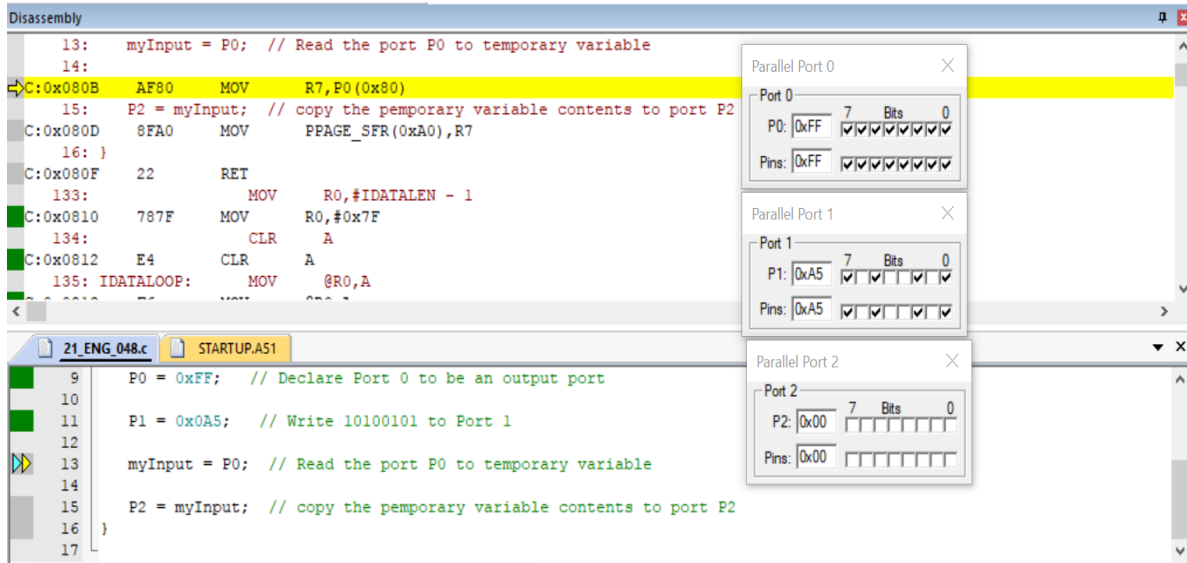 Disassembly
13: myInput = P0; // Read the port P0 to temporary variable
14:
C:0x080B AF80 MOV R7,P0(0x80)
15: P2 = myInput; // copy the pemporary variable contents to port P2
C:0x080D 8FA0 MOV PPAGE_SFR(0xA0),R7
16: }
C:0x080F 22 RET
133: MOV R0,#IDATALEN - 1
C:0x0810 787F MOV R0,#0x7F
134: CLR A
C:0x0812 E4 CLR A
135: IDATALOOP: MOV @R0,A
Parallel Port 0
Port 0
7 Bits 0
P0: 0xFF
Pins: 0xFF
Parallel Port 1
Port 1
7 Bits 0
P1: 0xA5
Pins: 0xA5
Parallel Port 2
Port 2
7 Bits 0
P2: 0x00
Pins: 0x00
21_ENG_048.c STARTUP.A51
9 P0 = 0xFF; // Declare Port 0 to be an output port
10
11 P1 = 0x0A5; // Write 10100101 to Port 1
12
13 myInput = P0; // Read the port P0 to temporary variable
14
15 P2 = myInput; // copy the pemporary variable contents to port P2
16 }
17